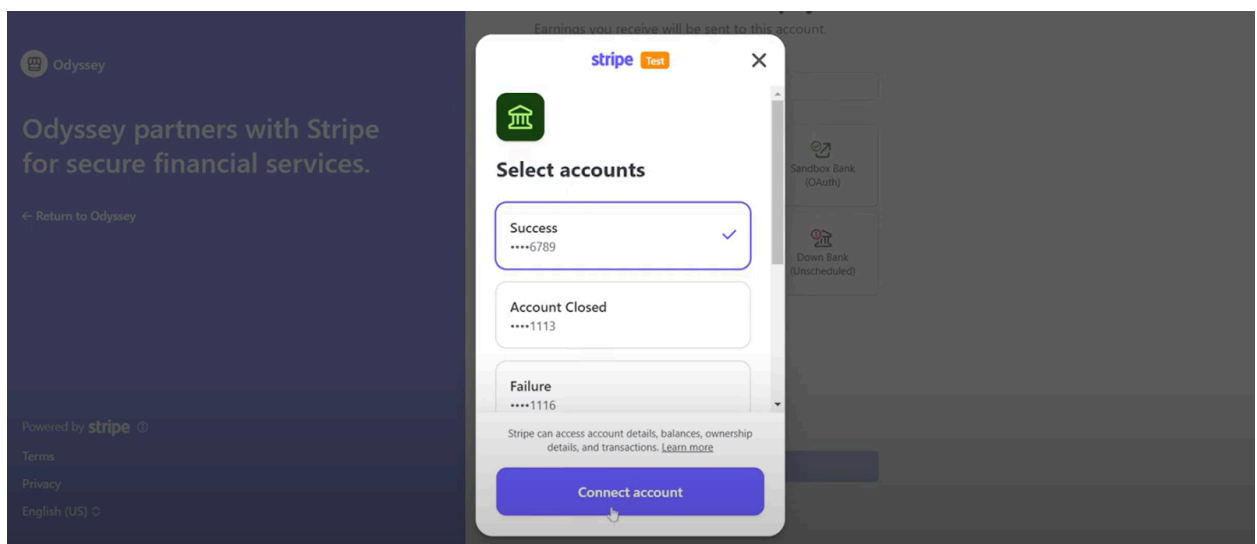 Earnings you receive will be sent to this account.
Odyssey
Odyssey partners with Stripe
for secure financial services.
← Return to Odyssey
Powered by stripe
Terms
Privacy
English (US)
stripe Test
Select accounts
Success
••••6789
Account Closed
••••1113
Failure
••••1116
Stripe can access account details, balances, ownership
details, and transactions. Learn more
Connect account
Sandbox Bank
(OAuth)
Down Bank
(Unscheduled)